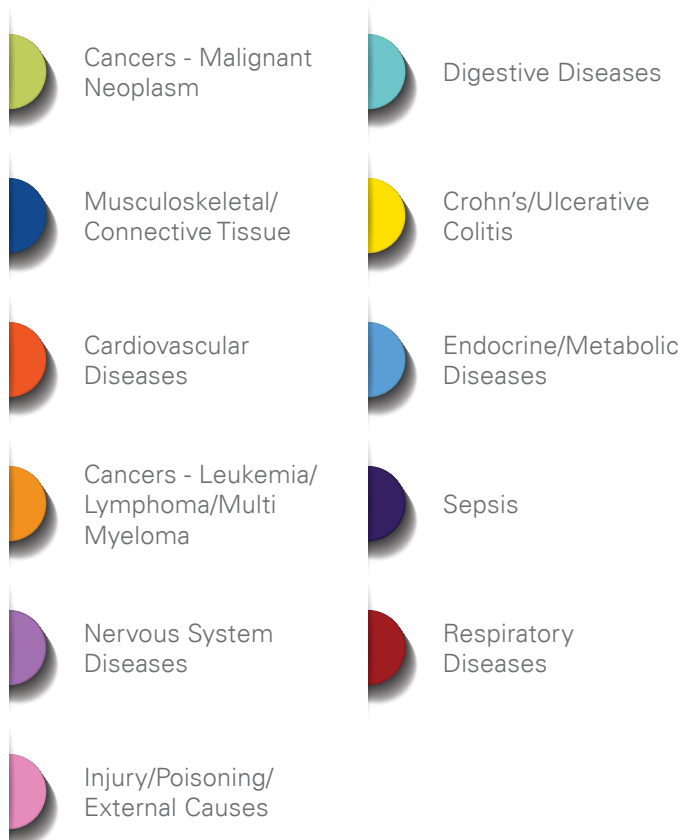 Cancers - Malignant
Neoplasm
Musculoskeletal/
Connective Tissue
Cardiovascular
Diseases
Cancers - Leukemia/
Lymphoma/Multi
Myeloma
Nervous System
Diseases
Injury/Poisoning/
External Causes
Digestive Diseases
Crohn’s/Ulcerative
Colitis
Endocrine/Metabolic
Diseases
Sepsis
Respiratory
Diseases